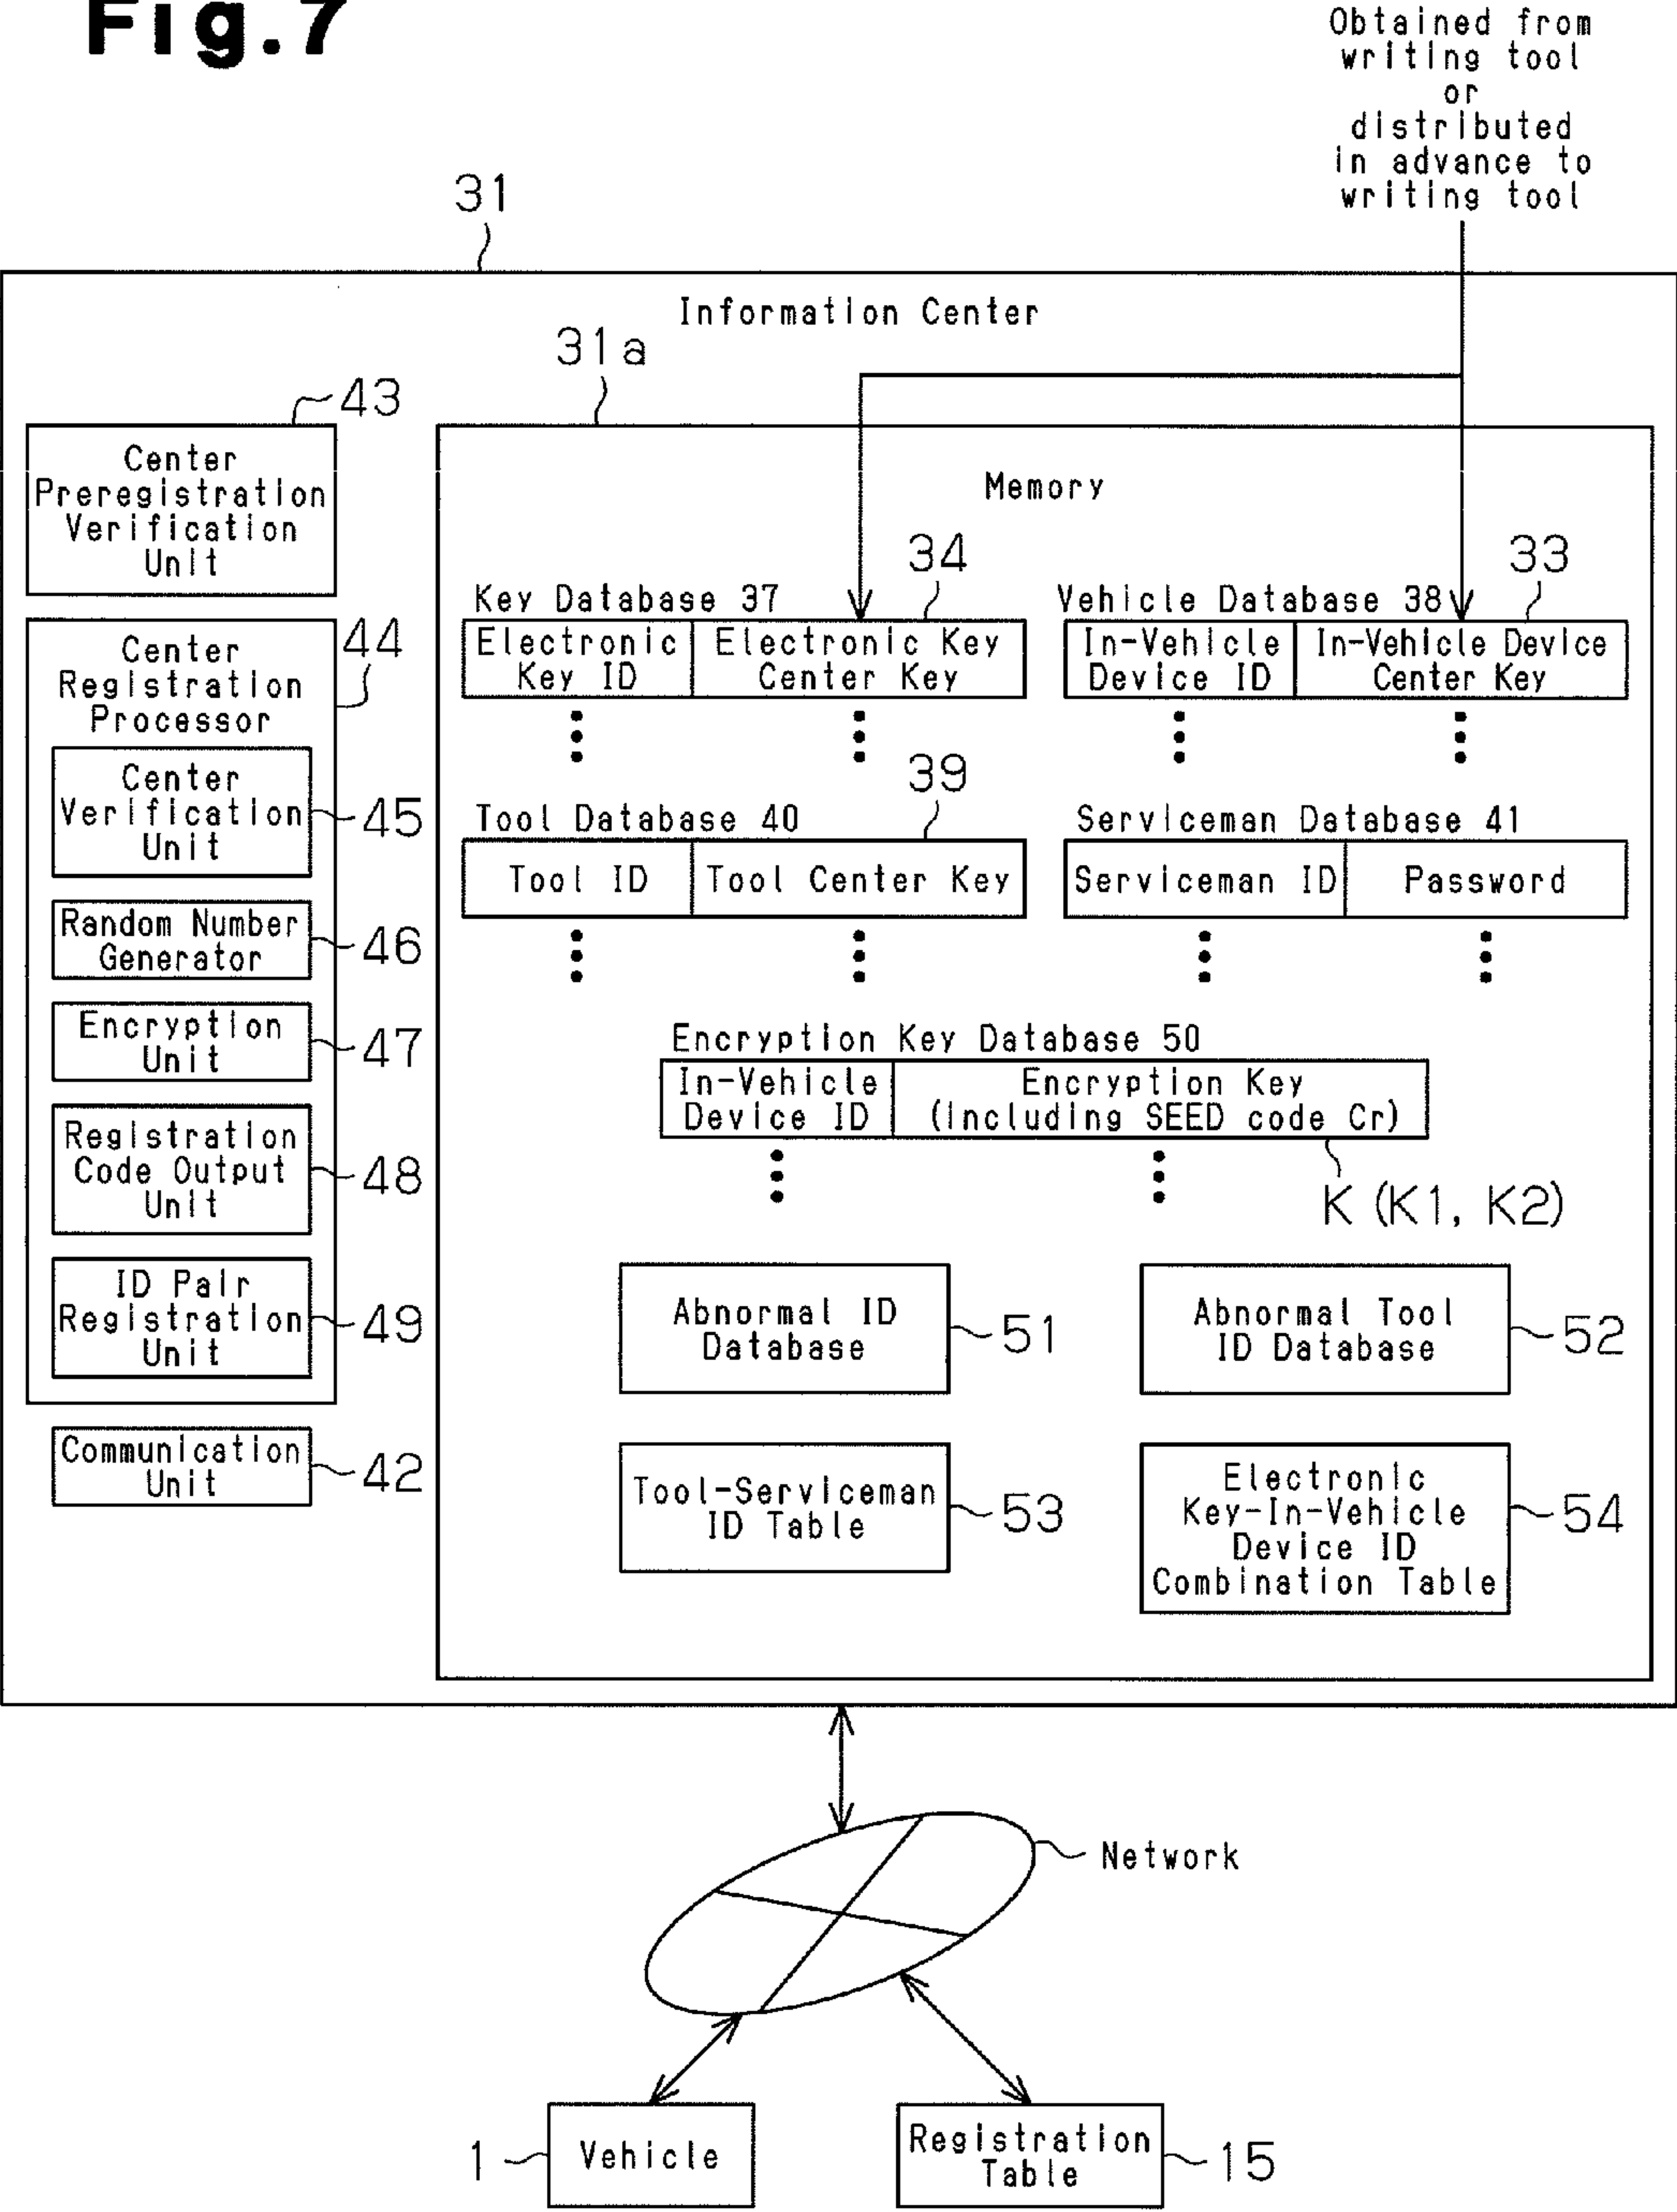 Fig.7
Obtained from
writing tool
or
distributed
in advance to
writing tool
31
Information Center
31a
43
Center
Preregistration
Verification
Unit
44
Center
Registration
Processor
Center
Verification
Unit
45
Random Number
Generator
46
Encryption
Unit
47
Registration
Code Output
Unit
48
ID Pair
Registration
Unit
49
Communication
Unit
42
Memory
34
33
Key Database 37
Vehicle Database 38
Electronic
Key ID
Electronic Key
Center Key
In-Vehicle
Device ID
In-Vehicle Device
Center Key
39
Tool Database 40
Serviceman Database 41
Tool ID
Tool Center Key
Serviceman ID
Password
Encryption Key Database 50
In-Vehicle
Device ID
Encryption Key
(including SEED code Cr)
K (K1, K2)
Abnormal ID
Database
51
Abnormal Tool
ID Database
52
Tool-Serviceman
ID Table
53
Electronic
Key-In-Vehicle
Device ID
Combination Table
54
Network
1
Vehicle
Registration
Table
15